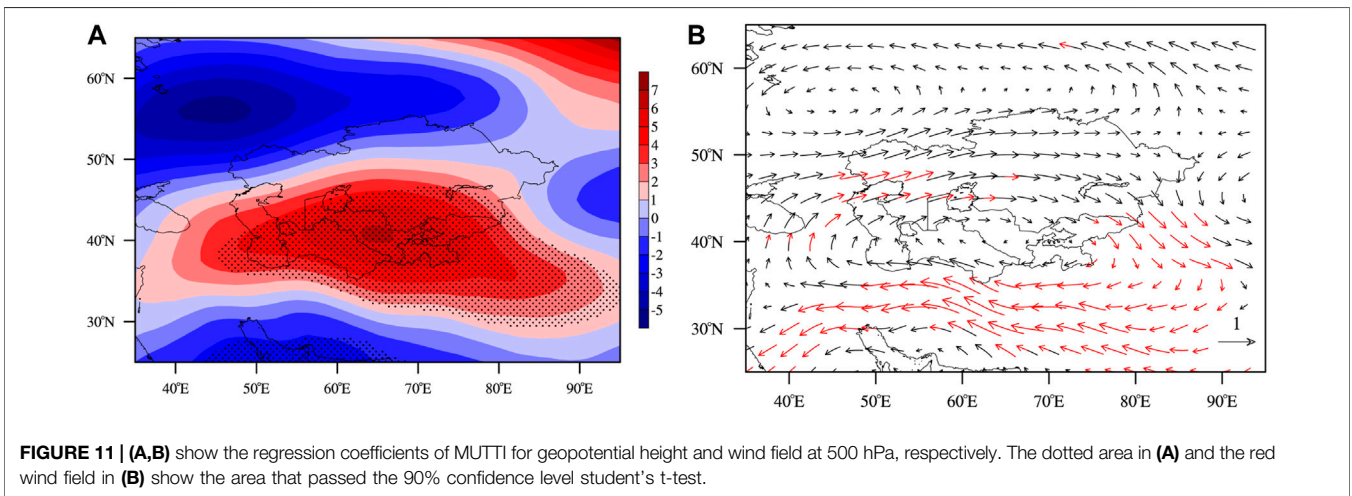 A
B
60°N
50°N
40°N
30°N
40°E 50°E 60°E 70°E 80°E 90°E
7
6
5
4
3
2
1
0
-1
-2
-3
-4
-5
60°N
50°N
40°N
30°N
1
40°E 50°E 60°E 70°E 80°E 90°E
FIGURE 11 | (A,B) show the regression coefficients of MUTTI for geopotential height and wind field at 500 hPa, respectively. The dotted area in (A) and the red
wind field in (B) show the area that passed the 90% confidence level student's t-test.